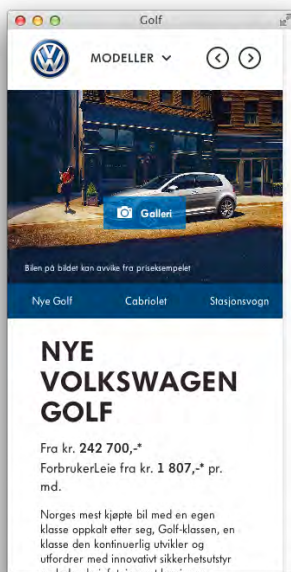 Golf
MODELLER
Galleri
Bilen på bildet kan avvike fra priseksempelet
Nye Golf Cabriolet Stasjonsvogn
NYE
VOLKSWAGEN
GOLF
Fra kr. 242 700,-*
ForbrukerLeie fra kr. 1 807,-* pr.
md.
Norges mest kjøpte bil med en egen
klasse oppkalt etter seg, Golf-klassen, en
klasse den kontinuerlig utvikler og
utfordrer med innovativt sikkerhetsutstyr